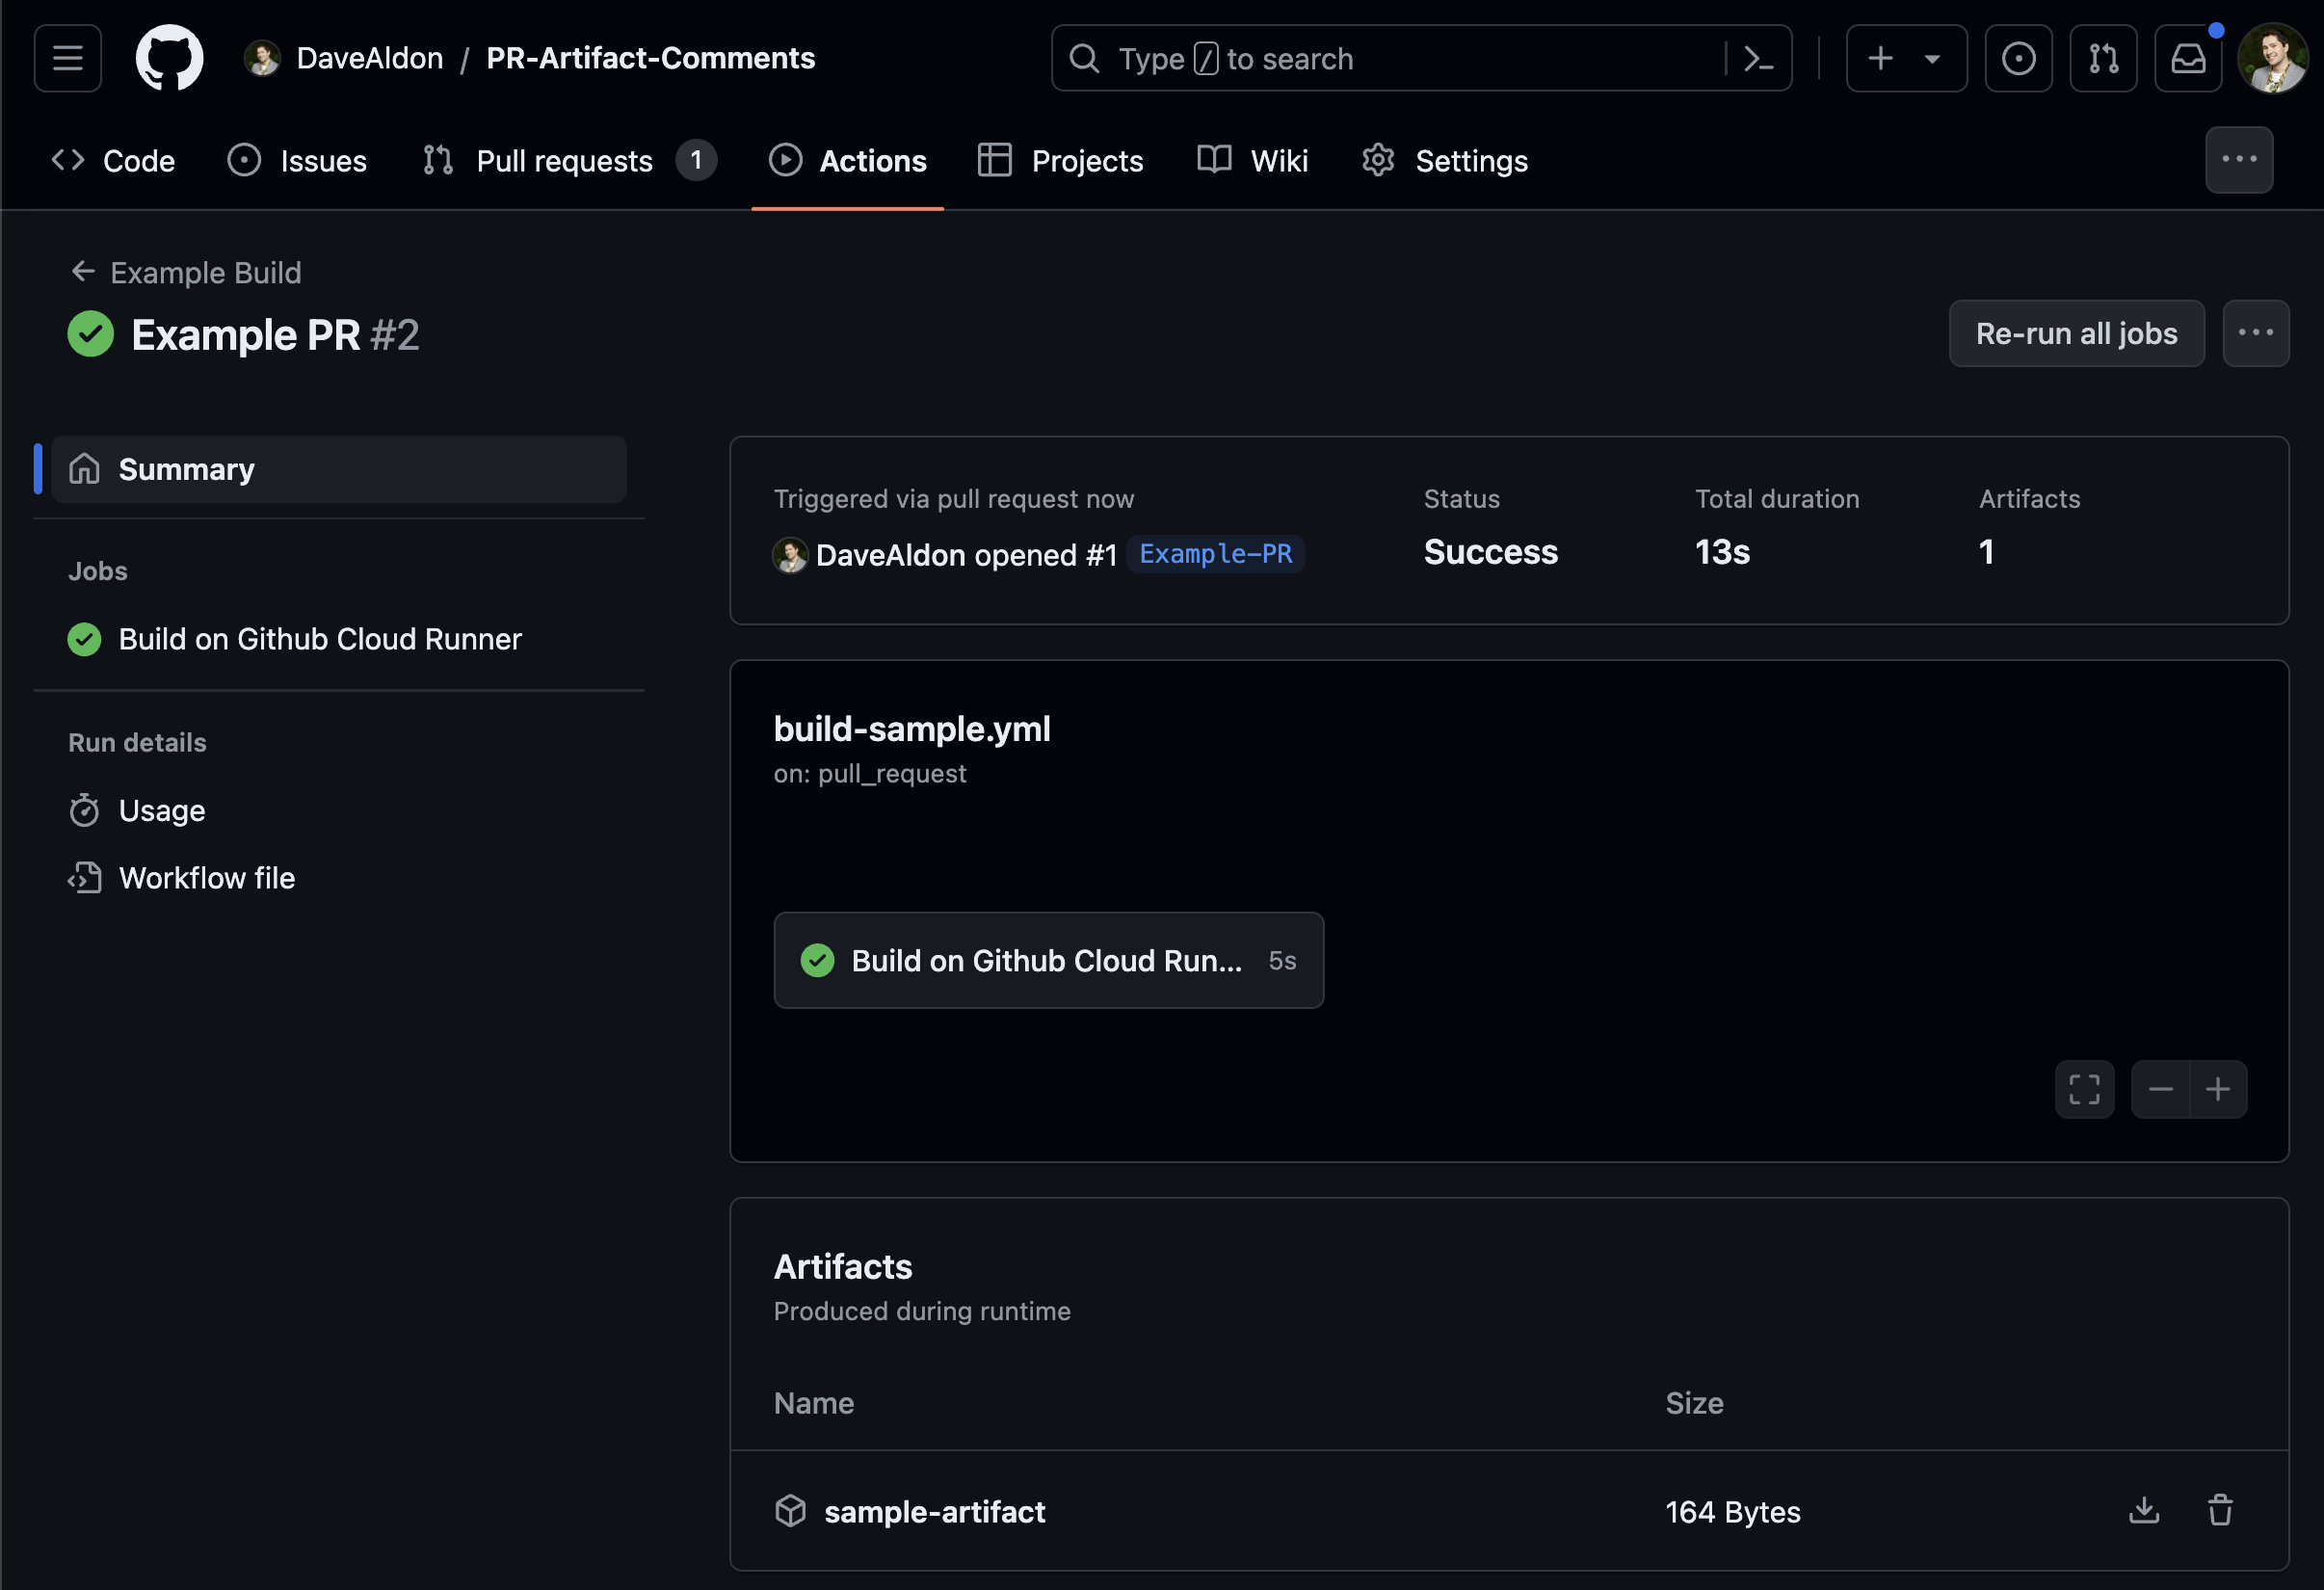 DaveAldon / PR-Artifact-Comments
Type / to search
Code
Issues
Pull requests 1
Actions
Projects
Wiki
Settings
Example Build
Example PR #2
Re-run all jobs
Summary
Jobs
Build on Github Cloud Runner
Run details
Usage
Workflow file
Triggered via pull request now
DaveAldon opened #1 Example-PR
Status
Success
Total duration
13s
Artifacts
1
build-sample.yml
on: pull_request
Build on Github Cloud Run... 5s
Artifacts
Produced during runtime
Name Size
sample-artifact 164 Bytes